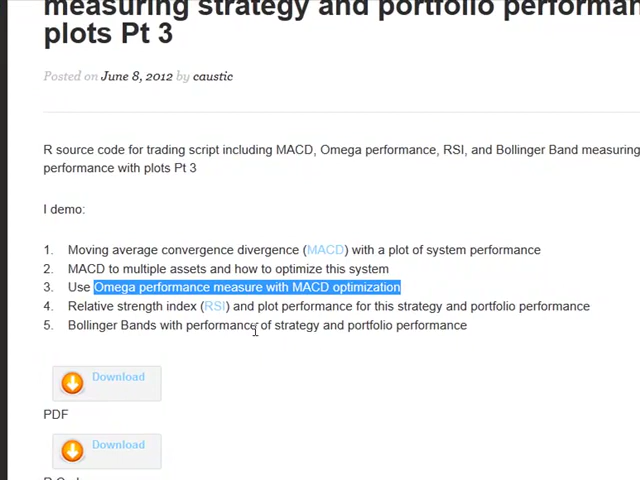 measuring strategy and portfolio
plots Pt 3
Posted on June 8, 2012 by caustic
R source code for trading script including MACD, Omega performance, RSI, and Bollinger Band measuring
performance with plots Pt 3
I demo:
1. Moving average convergence divergence (MACD) with a plot of system performance
2. MACD to multiple assets and how to optimize this system
3. Use Omega performance measure with MACD optimization
4. Relative strength index (RSI) and plot performance for this strategy and portfolio performance
5. Bollinger Bands with performance of strategy and portfolio performance
Download
PDF
Download